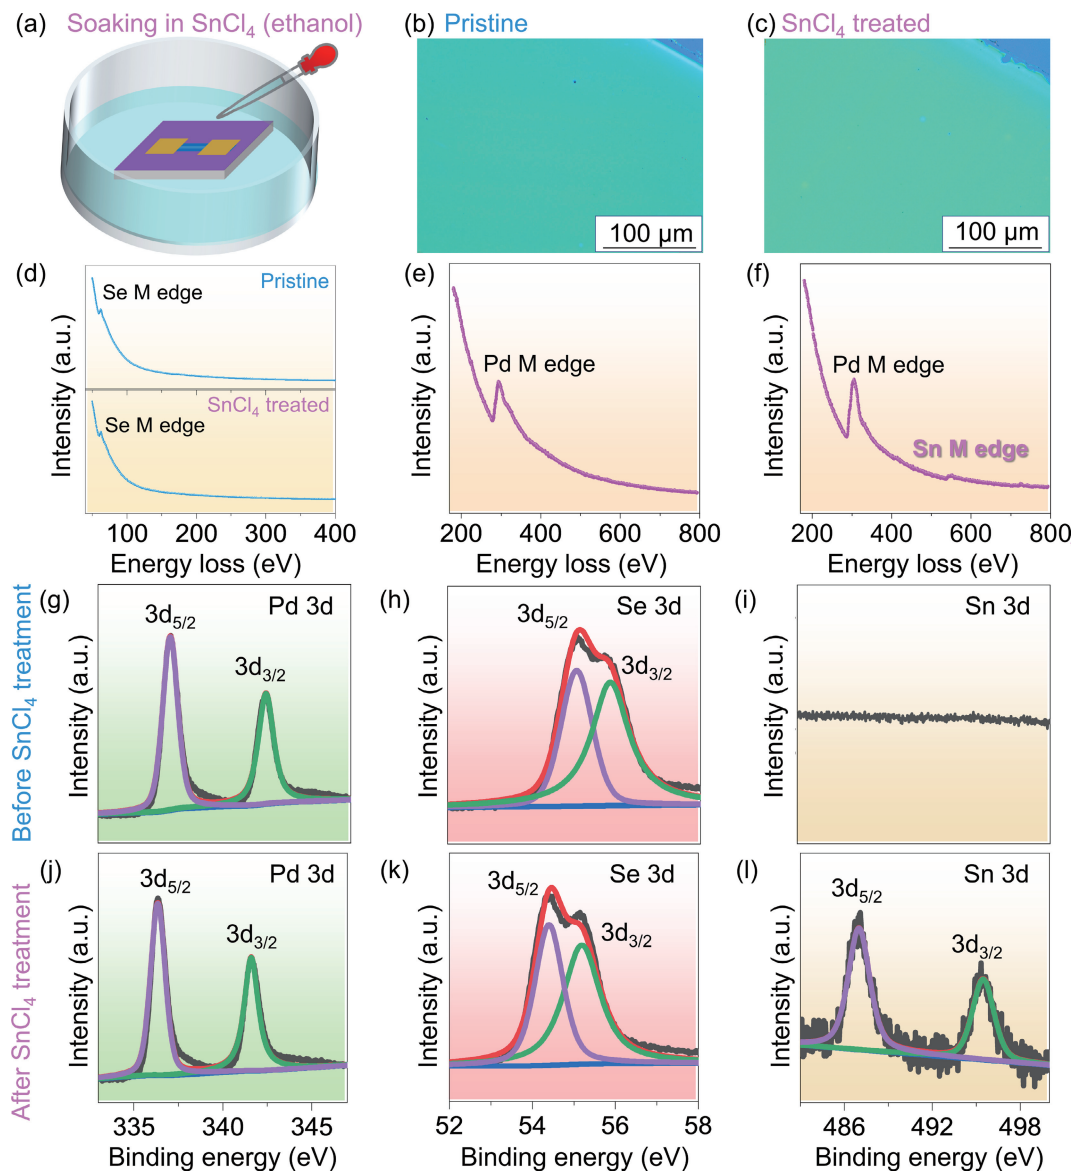 (a) Soaking in SnCl₄ (ethanol)
(b) Pristine
100 µm
(c) SnCl₄ treated
100 µm
(d)
Pristine
Se M edge
SnCl₄ treated
Se M edge
Intensity (a.u.)
100 200 300 400
Energy loss (eV)
(e)
Pd M edge
Intensity (a.u.)
200 400 600 800
Energy loss (eV)
(f)
Pd M edge
Sn M edge
Intensity (a.u.)
200 400 600 800
Energy loss (eV)
Before SnCl₄ treatment
(g)
Pd 3d
3d₅/₂
3d₃/₂
Intensity (a.u.)
(h)
Se 3d
3d₅/₂
3d₃/₂
Intensity (a.u.)
(i)
Sn 3d
Intensity (a.u.)
After SnCl₄ treatment
(j)
Pd 3d
3d₅/₂
3d₃/₂
Intensity (a.u.)
335 340 345
Binding energy (eV)
(k)
Se 3d
3d₅/₂
3d₃/₂
Intensity (a.u.)
52 54 56 58
Binding energy (eV)
(l)
Sn 3d
3d₅/₂
3d₃/₂
Intensity (a.u.)
486 492 498
Binding energy (eV)